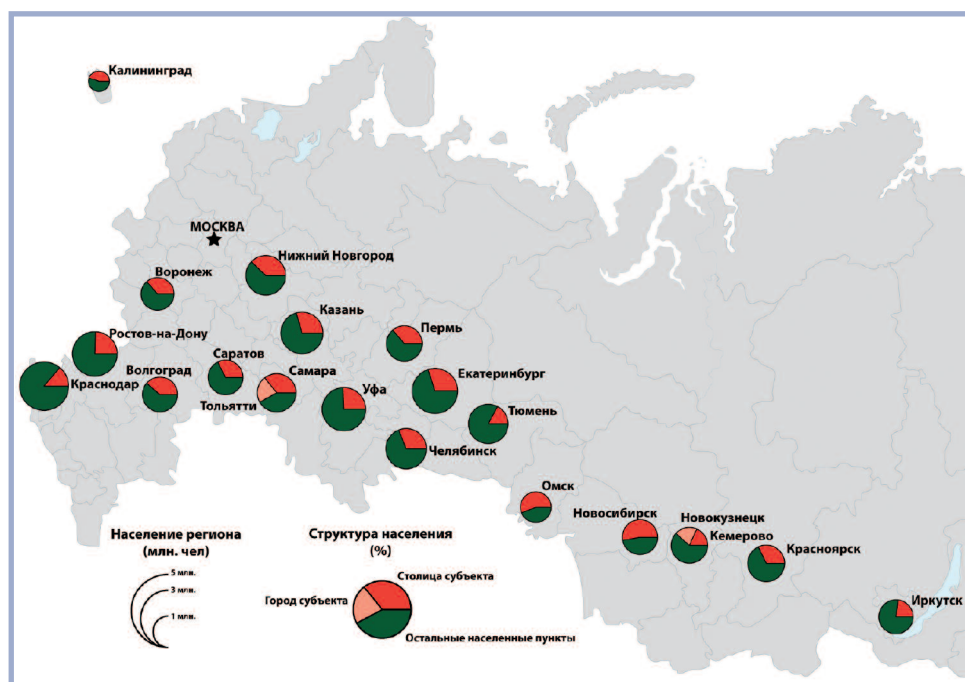 Калининград
МОСКВА
Нижний Новгород
Воронеж
Казань
Пермь
Ростов-на-Дону
Саратов
Самара
Екатеринбург
Краснодар
Волгоград
Уфа
Тольятти
Тюмень
Челябинск
Омск
Новосибирск
Новокузнецк
Кемерово
Красноярск
Иркутск
Население региона
(млн. чел)
5 млн.
3 млн.
1 млн.
Структура населения
(%)
Столица субъекта
Город субъекта
Остальные населенные пункты